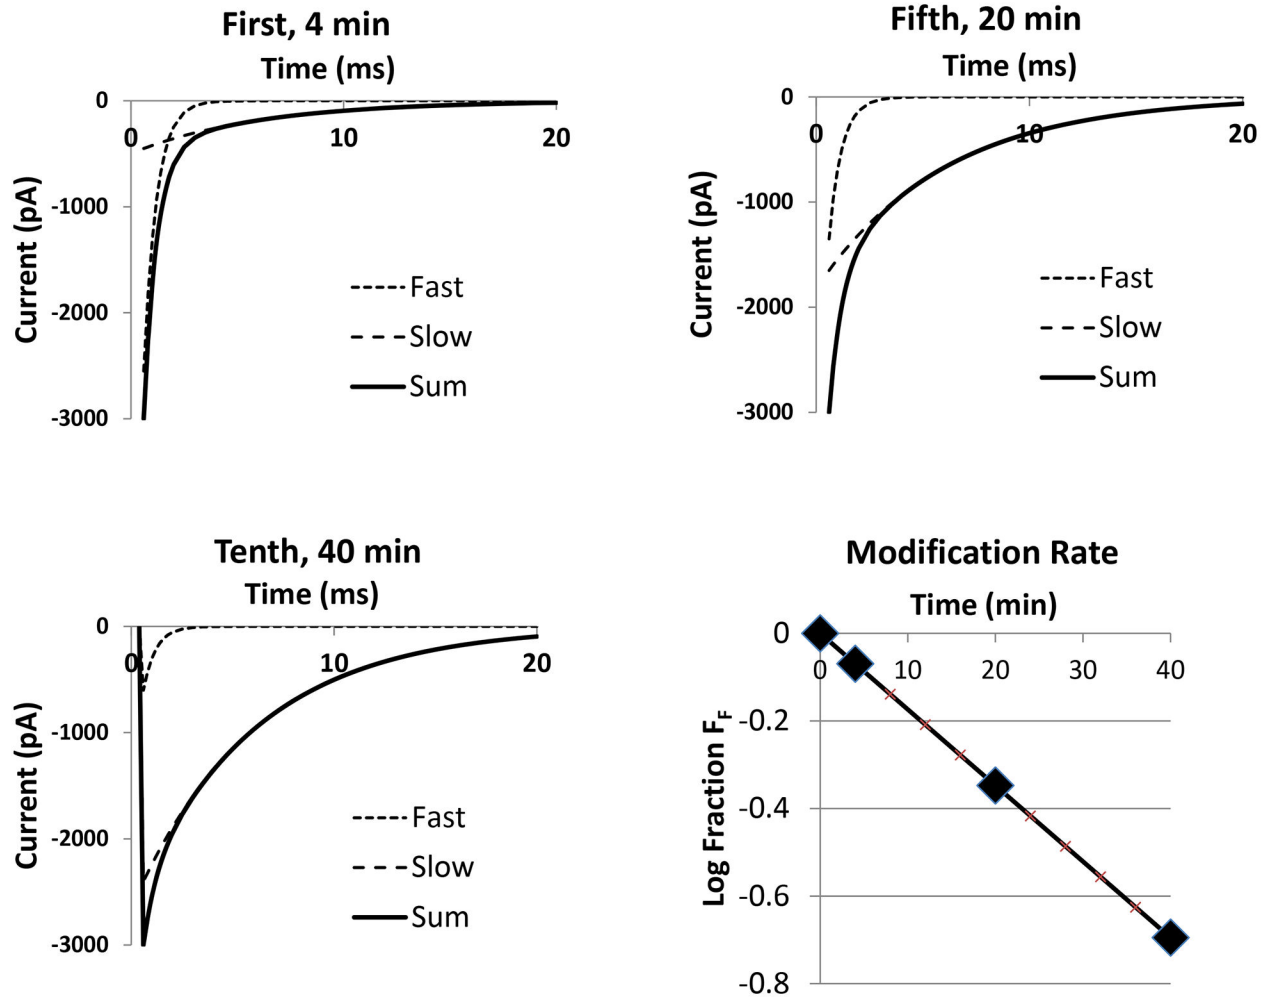 First, 4 min
Time (ms)
0
0 10 20
-1000
-2000
-3000
Current (pA)
Fast
Slow
Sum
Fifth, 20 min
Time (ms)
0
0 10 20
-1000
-2000
-3000
Current (pA)
Fast
Slow
Sum
Tenth, 40 min
Time (ms)
0
0 10 20
-1000
-2000
-3000
Current (pA)
Fast
Slow
Sum
Modification Rate
Time (min)
0
0 10 20 30 40
-0.2
-0.4
-0.6
-0.8
Log Fraction F_F